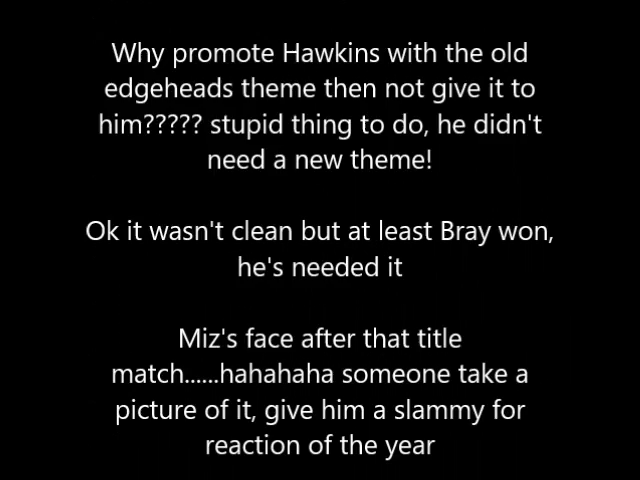 Why promote Hawkins with the old
edgeheads theme then not give it to
him????? stupid thing to do, he didn't
need a new theme!
Ok it wasn't clean but at least Bray won,
he's needed it
Miz's face after that title
match......hahahaha someone take a
picture of it, give him a slammy for
reaction of the year